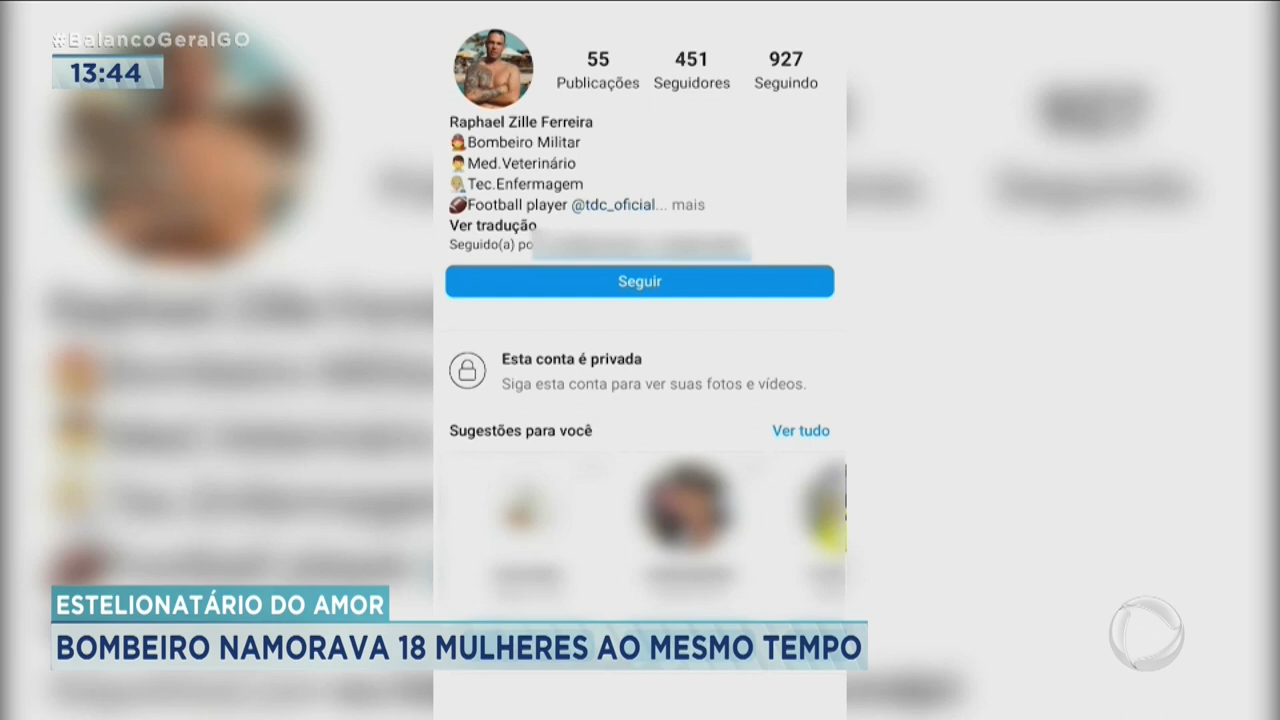 #BalancoGeralGO
13:44
55
451
927
Publicações
Seguidores
Seguindo
Raphael Zille Ferreira
Bombeiro Militar
Med.Veterinário
Tec.Enfermagem
Football player @tdc_oficial... mais
Ver tradução
Seguido(a) po
Seguir
Esta conta é privada
Siga esta conta para ver suas fotos e vídeos.
Sugestões para você
Ver tudo
ESTELIONATÁRIO DO AMOR
BOMBEIRO NAMORAVA 18 MULHERES AO MESMO TEMPO